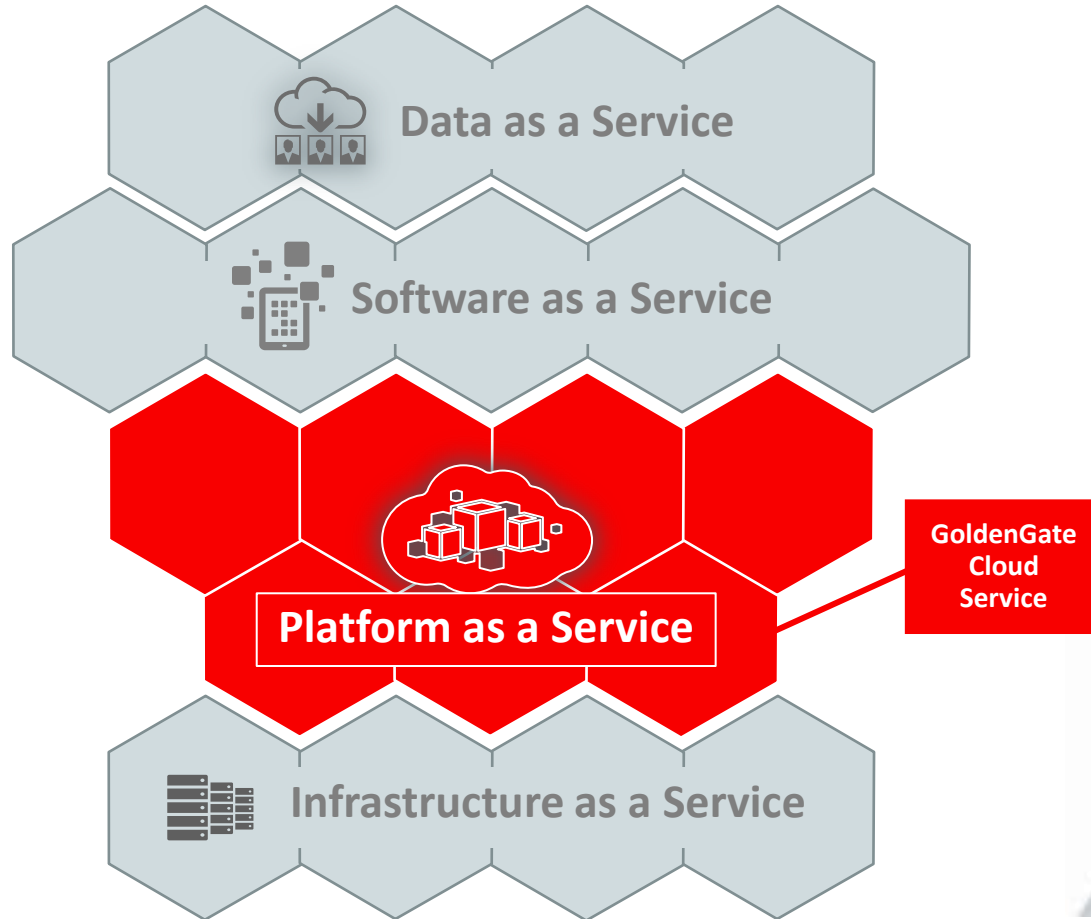 Data as a Service
Software as a Service
GoldenGate
Cloud
Service
Platform as a Service
Infrastructure as a Service